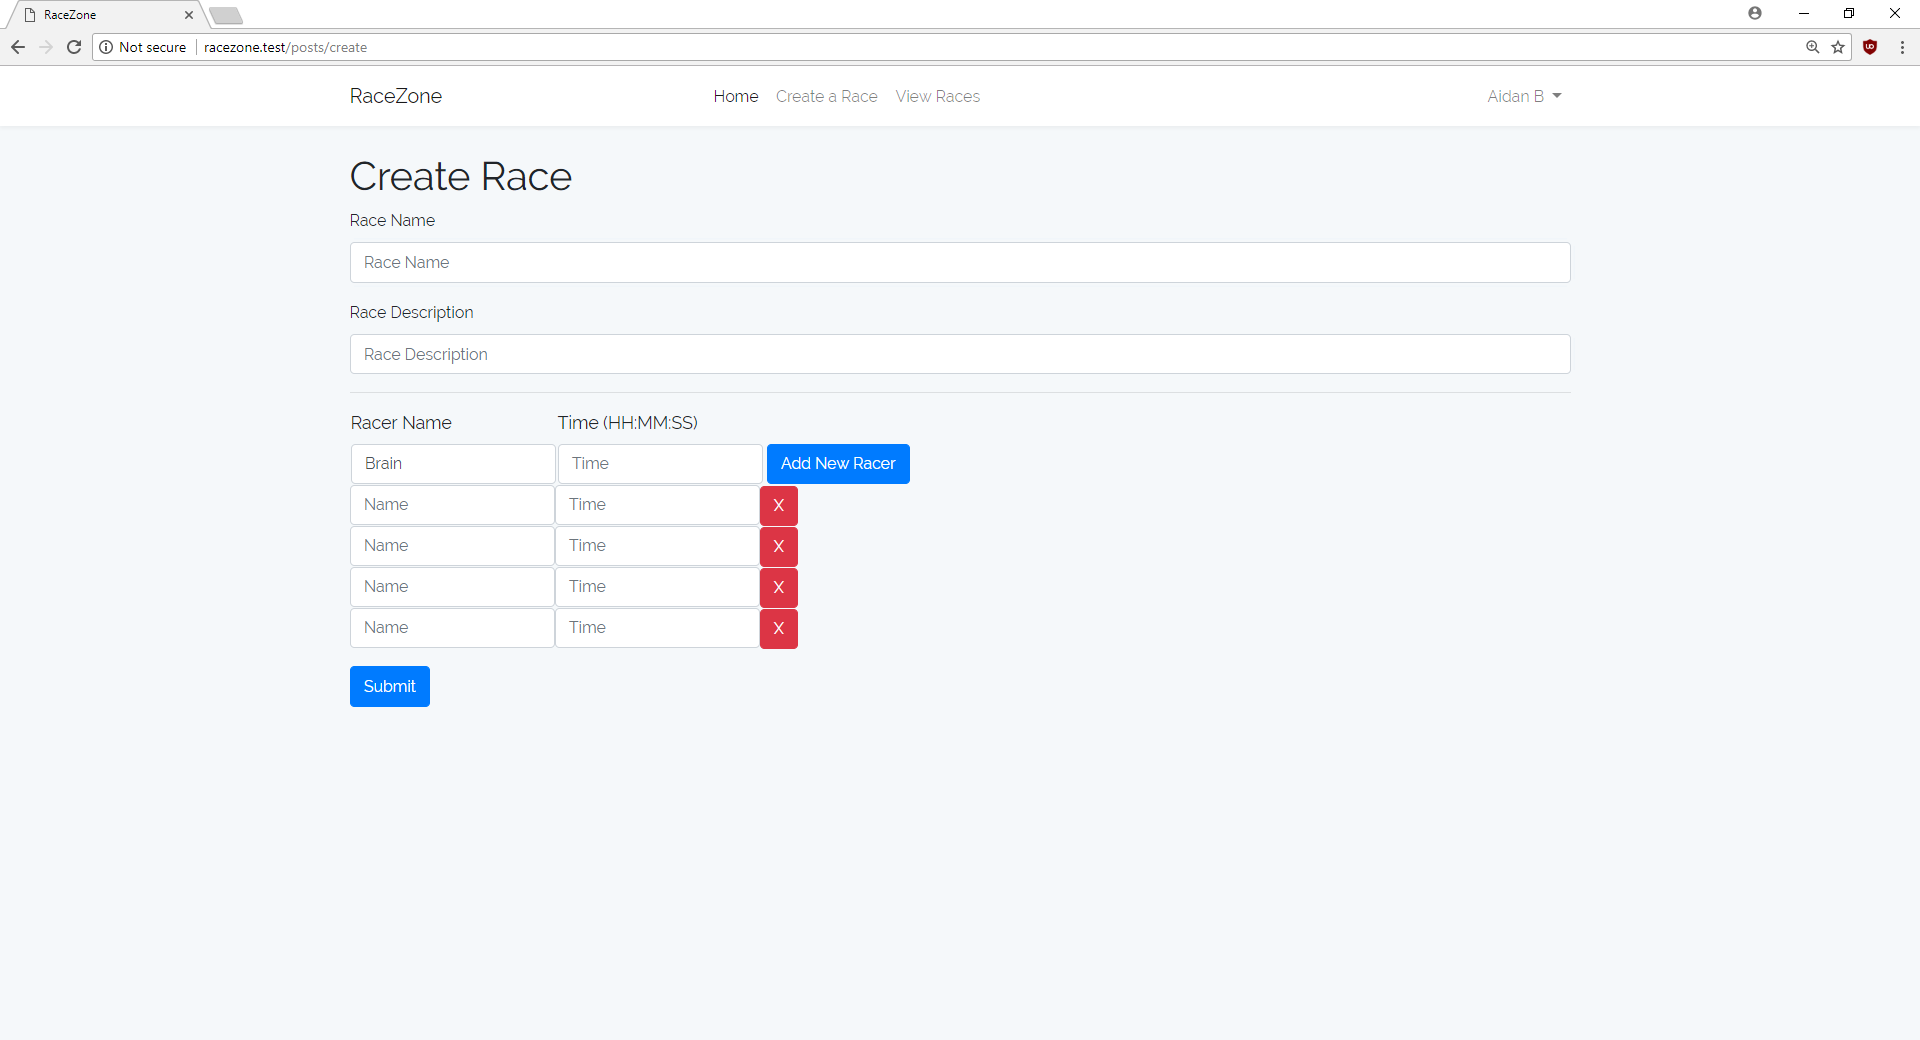 RaceZone
Not secure racezone.test/posts/create
RaceZone Home Create a Race View Races Aidan B
Create Race
Race Name
Race Name
Race Description
Race Description
Racer Name Time (HH:MM:SS)
Brain Time Add New Racer
Name Time X
Name Time X
Name Time X
Name Time X
Submit